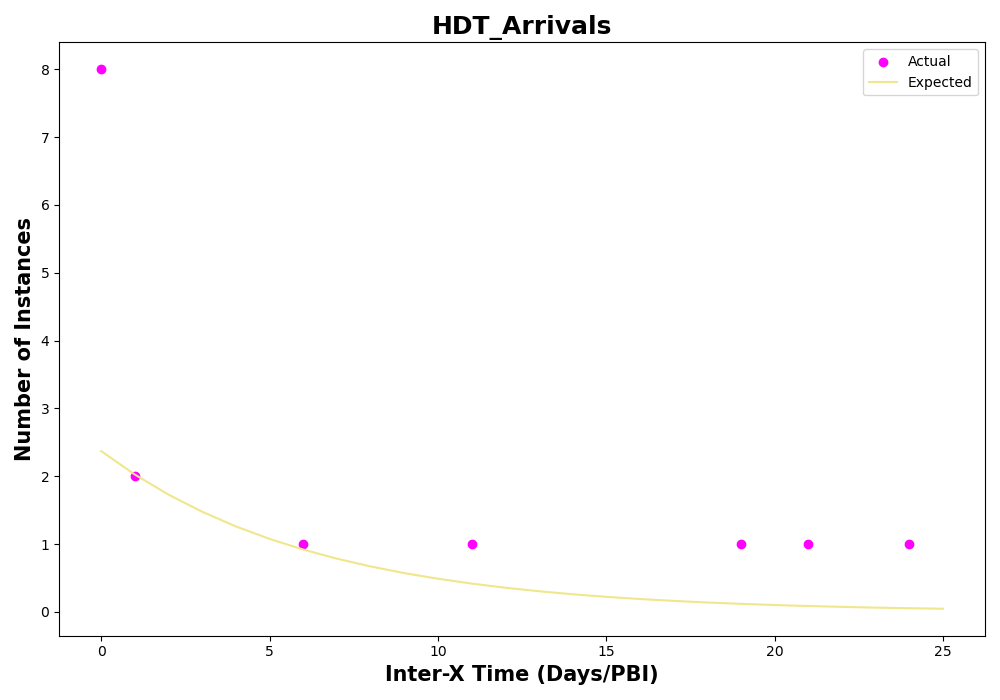 HDT_Arrivals
Actual
Expected
8
7
6
5
4
3
2
1
0
Number of Instances
0 5 10 15 20 25
Inter-X Time (Days/PBI)